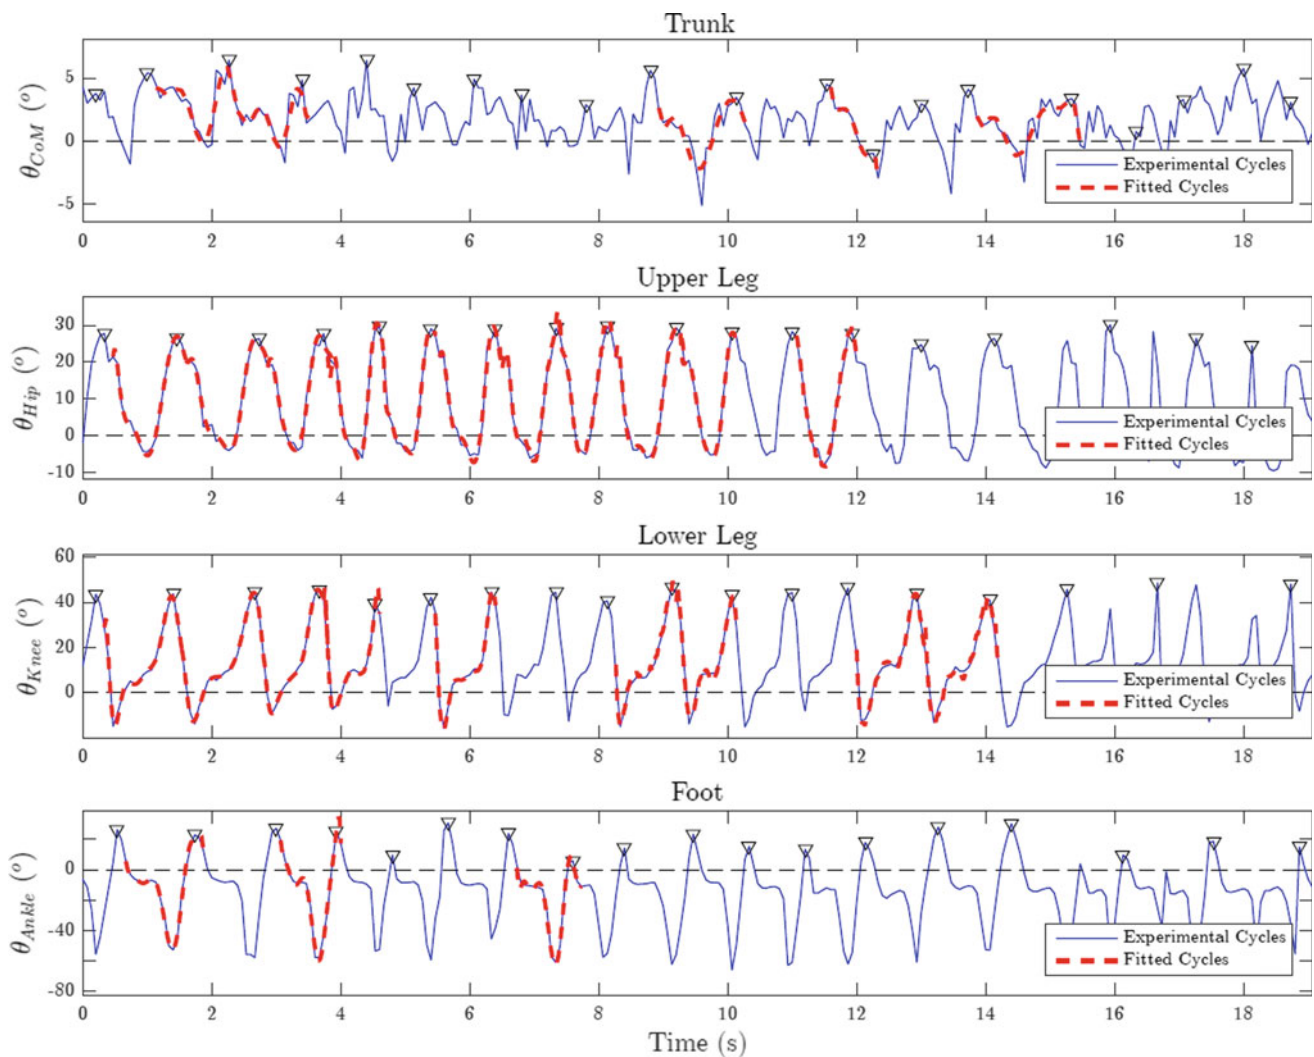 Trunk
θCoM (°)
5
0
-5
0 2 4 6 8 10 12 14 16 18
Experimental Cycles
Fitted Cycles
Upper Leg
θHip (°)
30
20
10
0
-10
0 2 4 6 8 10 12 14 16 18
Experimental Cycles
Fitted Cycles
Lower Leg
θKnee (°)
60
40
20
0
0 2 4 6 8 10 12 14 16 18
Experimental Cycles
Fitted Cycles
Foot
θAnkle (°)
0
-40
-80
0 2 4 6 8 10 12 14 16 18
Experimental Cycles
Fitted Cycles
Time (s)